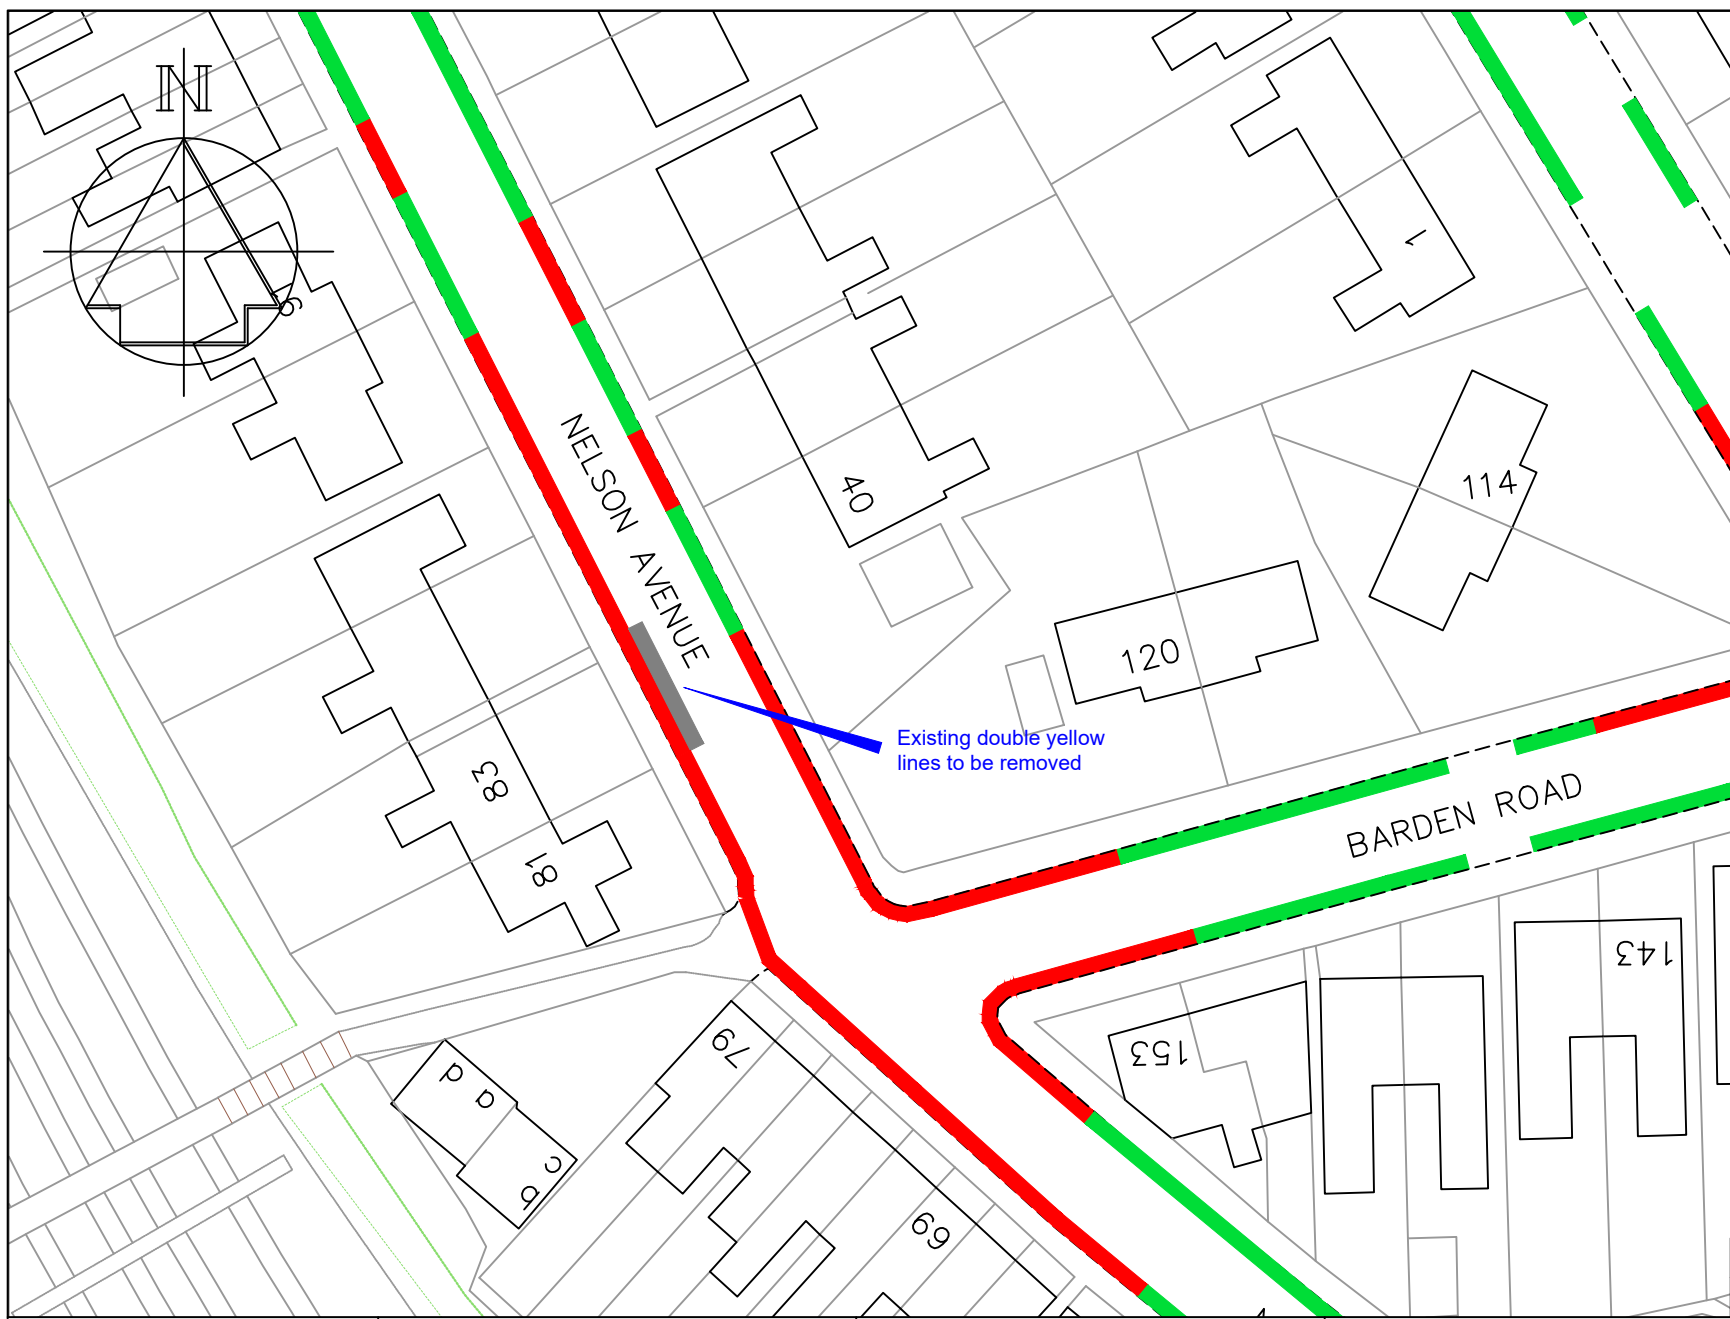 N
1
40
114
NELSON AVENUE
120
Existing double yellow
lines to be removed
83
BARDEN ROAD
81
143
79
153
d
a
c
b
69